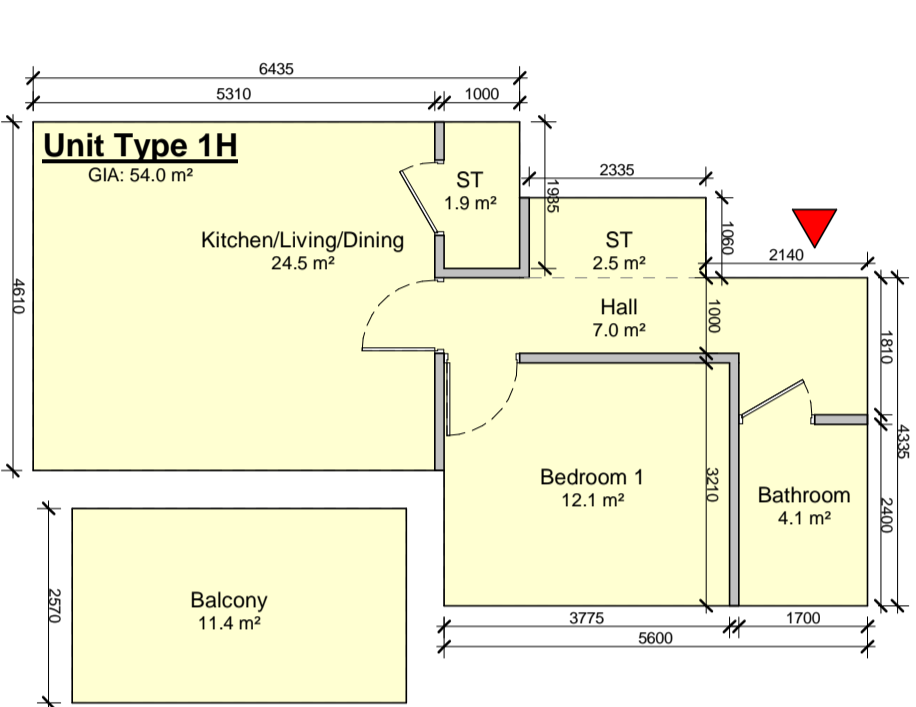 6435
5310
1000
Unit Type 1H
GIA: 54.0 m²
ST
1.9 m²
1935
2335
1060
2140
Kitchen/Living/Dining
24.5 m²
ST
2.5 m²
4610
Hall
7.0 m²
1000
1810
4335
Bedroom 1
12.1 m²
3210
Bathroom
4.1 m²
2400
2570
Balcony
11.4 m²
3775
1700
5600